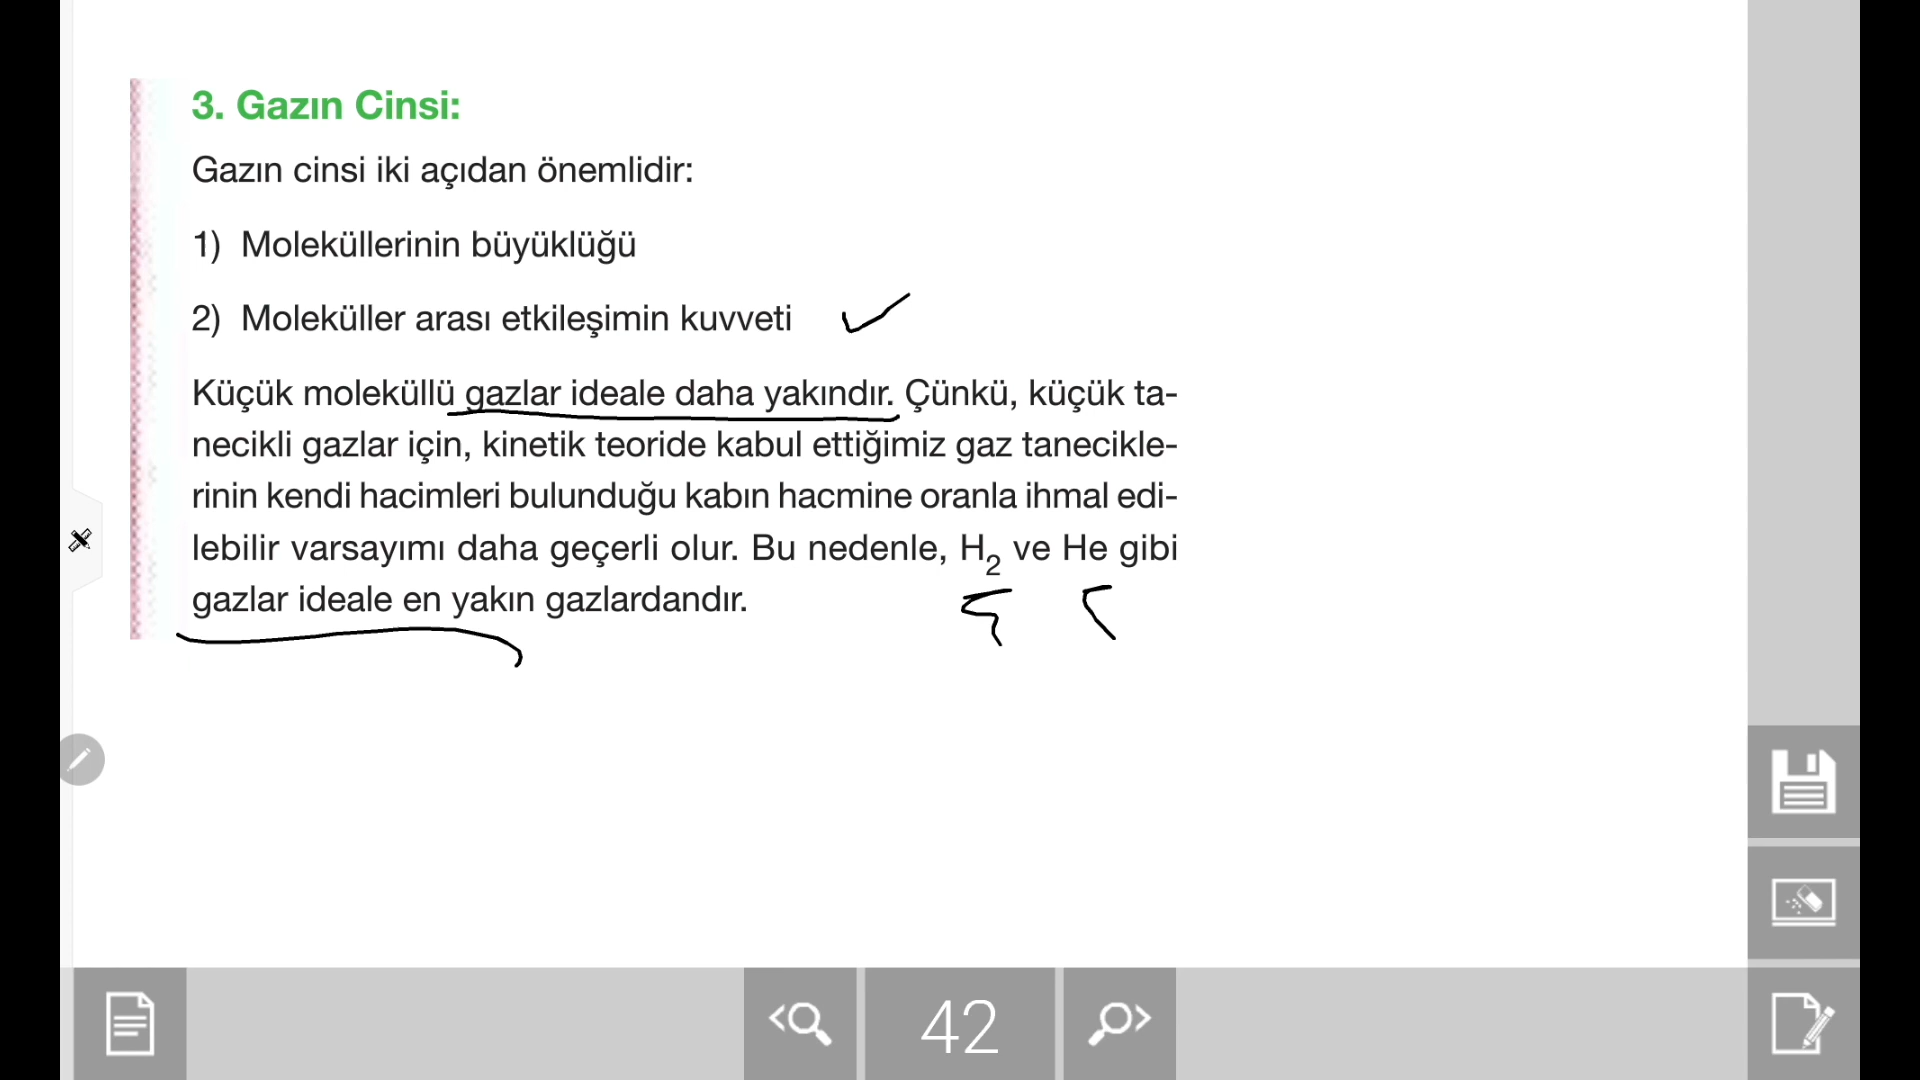 3. Gazın Cinsi:
Gazın cinsi iki açıdan önemlidir:
1) Moleküllerinin büyüklüğü
2) Moleküller arası etkileşimin kuvveti
Küçük moleküllü gazlar ideale daha yakındır. Çünkü, küçük ta-
necikli gazlar için, kinetik teoride kabul ettiğimiz gaz tanecikle-
rinin kendi hacimleri bulunduğu kabın hacmine oranla ihmal edi-
lebilir varsayımı daha geçerli olur. Bu nedenle, H₂ ve He gibi
gazlar ideale en yakın gazlardandır.
42